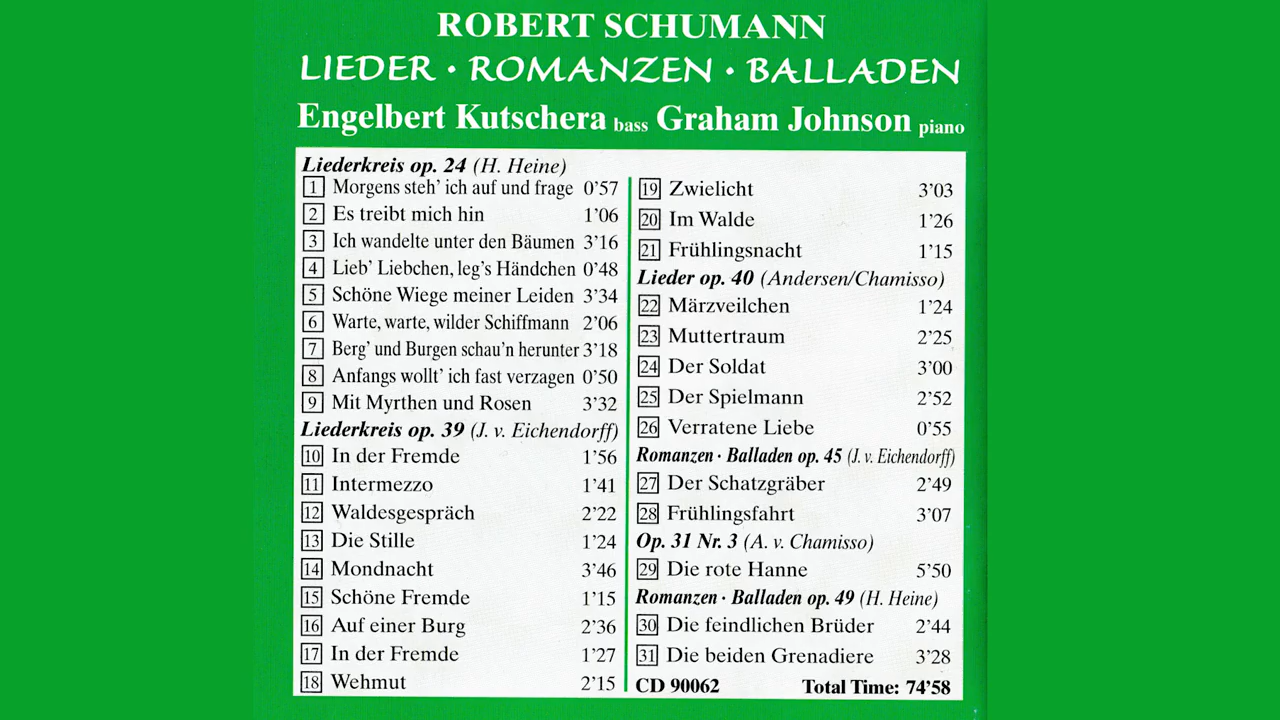 ROBERT SCHUMANN
LIEDER · ROMANZEN · BALLADEN
Engelbert Kutschera bass Graham Johnson piano
Liederkreis op. 24 (H. Heine)
1 Morgens steh' ich auf und frage 0'57
2 Es treibt mich hin 1'06
3 Ich wandelte unter den Bäumen 3'16
4 Lieb' Liebchen, leg's Händchen 0'48
5 Schöne Wiege meiner Leiden 3'34
6 Warte, warte, wilder Schiffmann 2'06
7 Berg' und Burgen schau'n herunter 3'18
8 Anfangs wollt' ich fast verzagen 0'50
9 Mit Myrthen und Rosen 3'32
Liederkreis op. 39 (J. v. Eichendorff)
10 In der Fremde 1'56
11 Intermezzo 1'41
12 Waldesgespräch 2'22
13 Die Stille 1'24
14 Mondnacht 3'46
15 Schöne Fremde 1'15
16 Auf einer Burg 2'36
17 In der Fremde 1'27
18 Wehmut 2'15
19 Zwielicht 3'03
20 Im Walde 1'26
21 Frühlingsnacht 1'15
Lieder op. 40 (Andersen/Chamisso)
22 Märzveilchen 1'24
23 Muttertraum 2'25
24 Der Soldat 3'00
25 Der Spielmann 2'52
26 Verratene Liebe 0'55
Romanzen · Balladen op. 45 (J. v. Eichendorff)
27 Der Schatzgräber 2'49
28 Frühlingsfahrt 3'07
Op. 31 Nr. 3 (A. v. Chamisso)
29 Die rote Hanne 5'50
Romanzen · Balladen op. 49 (H. Heine)
30 Die feindlichen Brüder 2'44
31 Die beiden Grenadiere 3'28
CD 90062 Total Time: 74'58